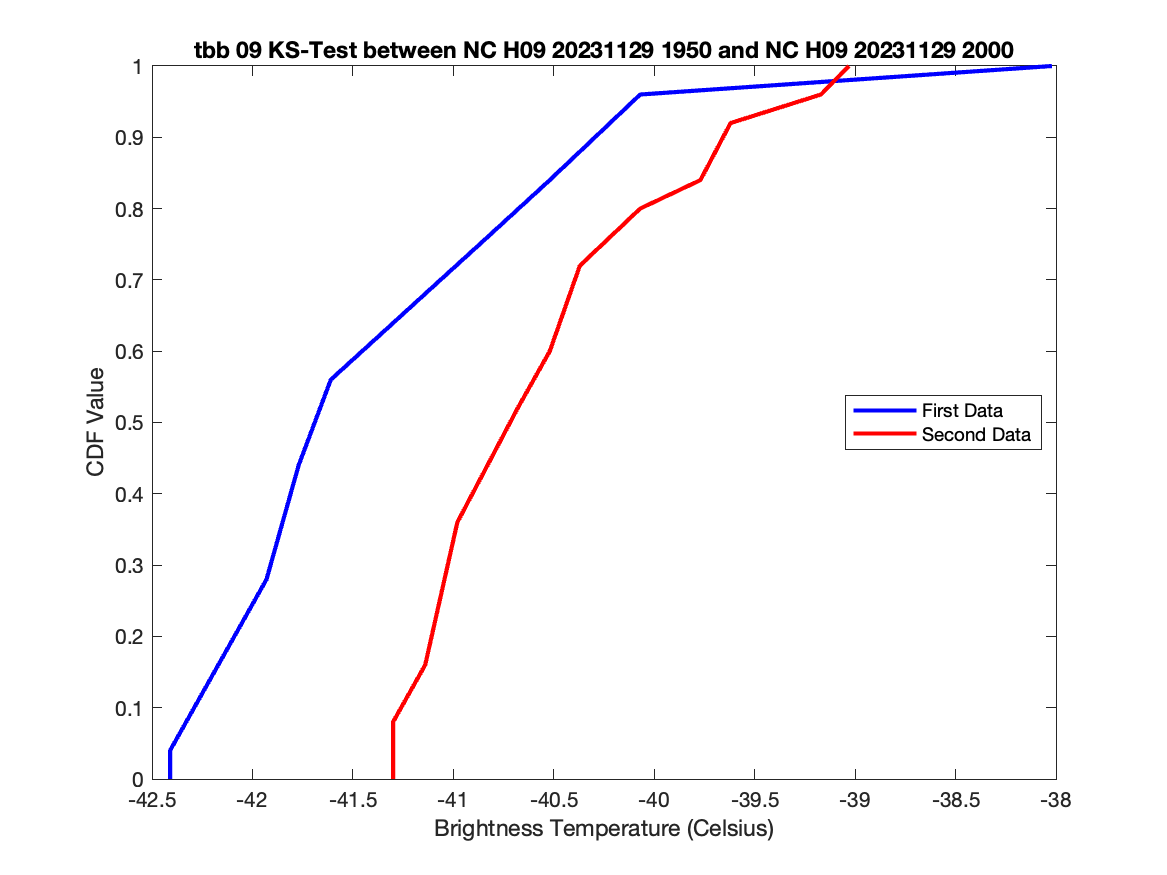 tbb 09 KS-Test between NC H09 20231129 1950 and NC H09 20231129 2000
1
0.9
0.8
0.7
0.6
0.5
0.4
0.3
0.2
0.1
0
CDF Value
First Data
Second Data
-42.5 -42 -41.5 -41 -40.5 -40 -39.5 -39 -38.5 -38
Brightness Temperature (Celsius)